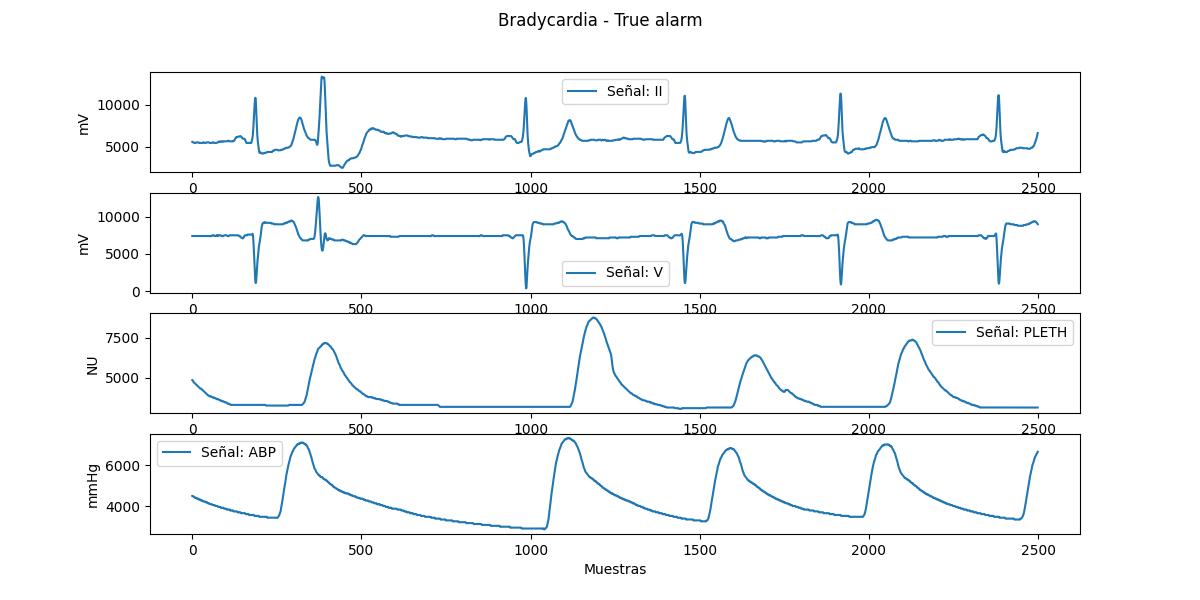 Bradycardia - True alarm
10000
5000
mV
Señal: II
0 500 1000 1500 2000 2500
10000
5000
0
mV
Señal: V
0 500 1000 1500 2000 2500
7500
5000
NU
Señal: PLETH
0 500 1000 1500 2000 2500
6000
4000
mmHg
Señal: ABP
0 500 1000 1500 2000 2500
Muestras